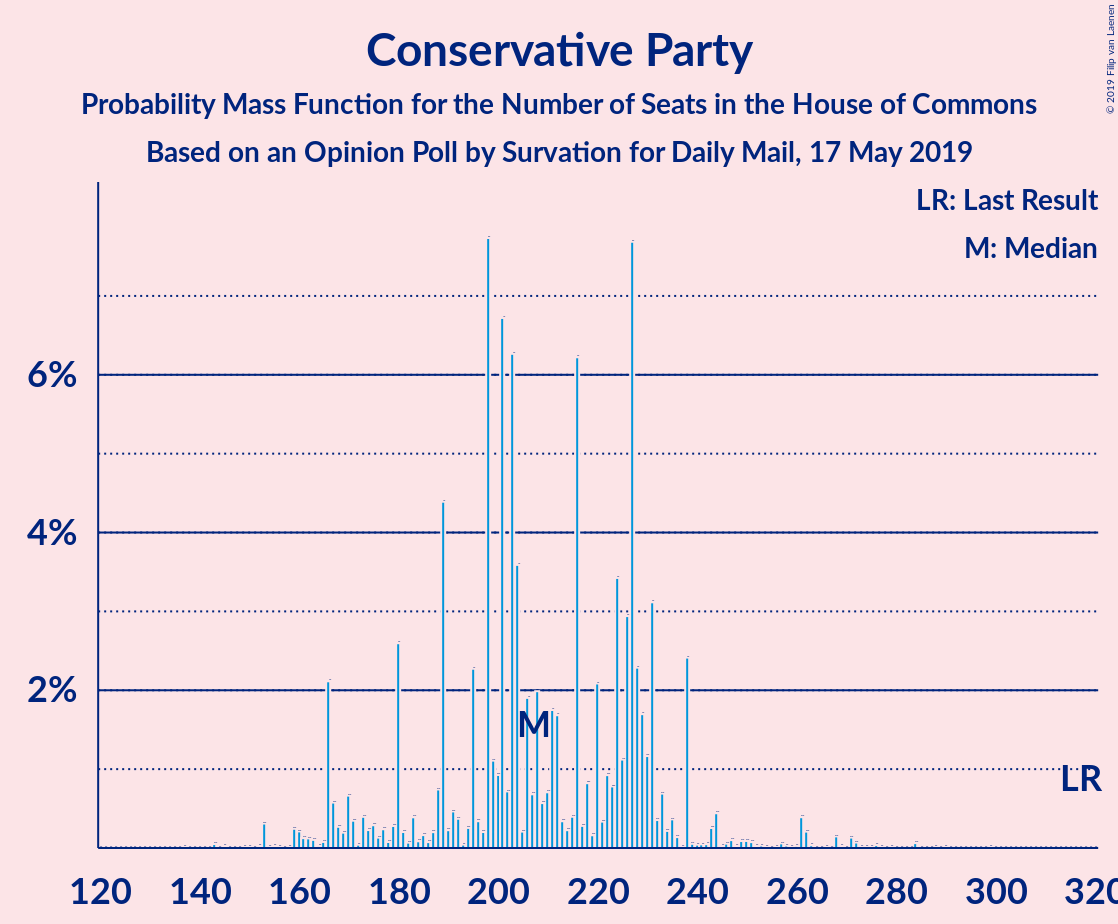 Conservative Party
Probability Mass Function for the Number of Seats in the House of Commons
Based on an Opinion Poll by Survation for Daily Mail, 17 May 2019
© 2019 Filip van Laenen
LR: Last Result
M: Median
6%
4%
2%
M
LR
120 140 160 180 200 220 240 260 280 300 320